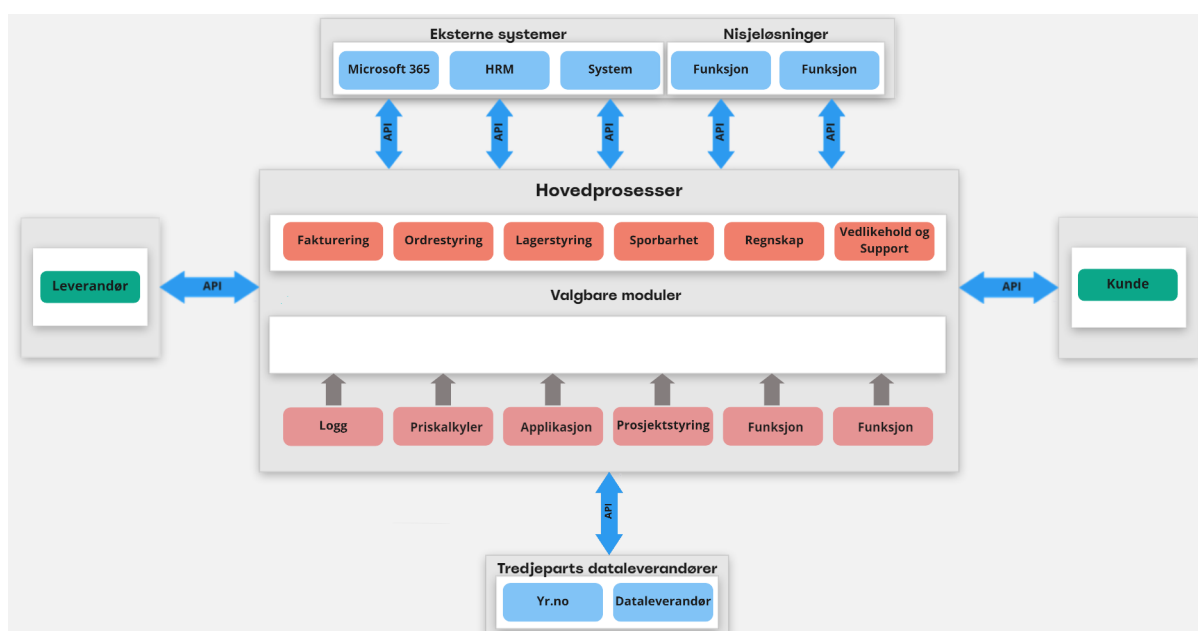 Eksterne systemer
Nisjeløsninger
Microsoft 365
HRM
System
Funksjon
Funksjon
API
API
API
API
API
Hovedprosesser
Fakturering
Ordrestyring
Lagerstyring
Sporbarhet
Regnskap
Vedlikehold og
Support
Leverandør
API
API
Kunde
Valgbare moduler
Logg
Priskalkyler
Applikasjon
Prosjektstyring
Funksjon
Funksjon
API
Tredjeparts dataleverandører
Yr.no
Dataleverandør